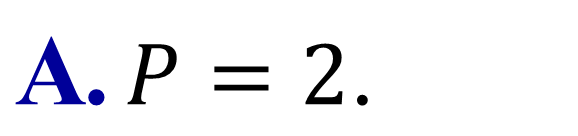 A. P = 2.